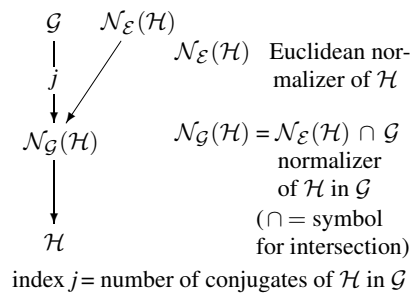 𝒢 𝒩_ℰ(ℋ)
𝒩_ℰ(ℋ) Euclidean nor-
malizer of ℋ
j
𝒩_𝒢(ℋ) 𝒩_𝒢(ℋ) = 𝒩_ℰ(ℋ) ∩ 𝒢
normalizer
of ℋ in 𝒢
(∩ = symbol
ℋ for intersection)
index j = number of conjugates of ℋ in 𝒢